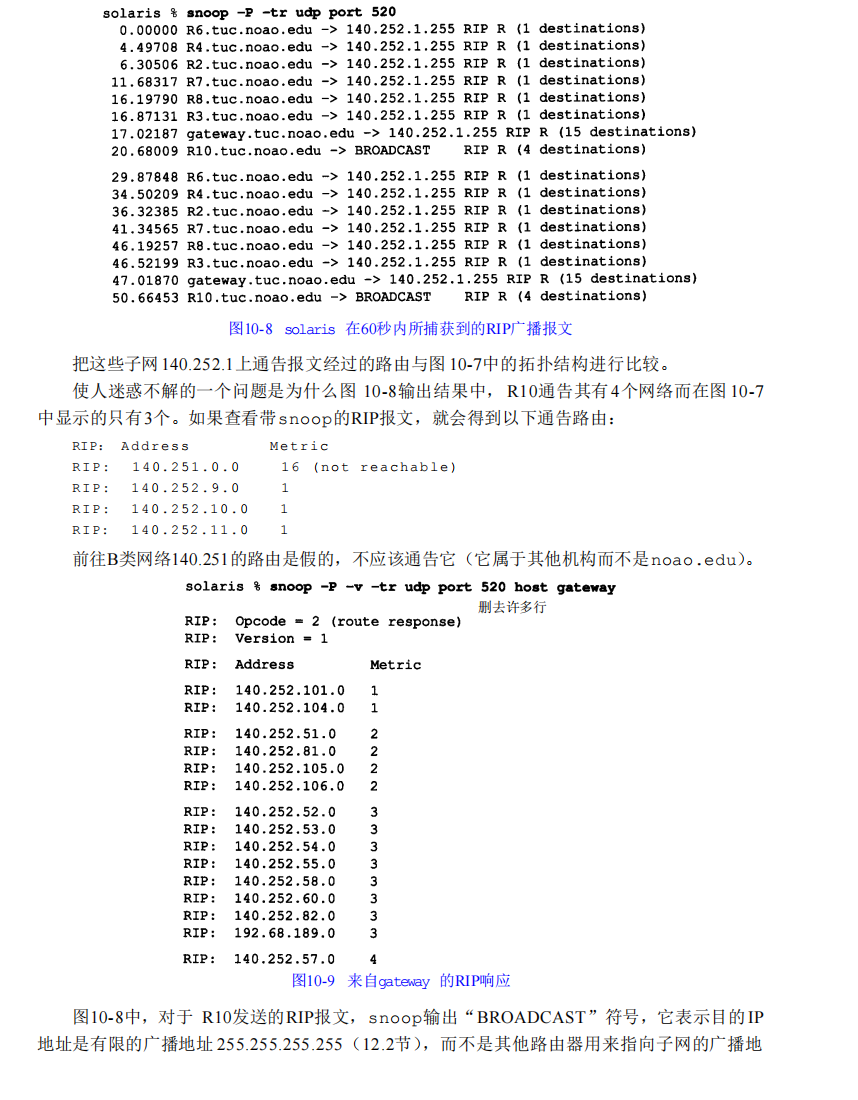 solaris % snoop -P -tr udp port 520
0.00000 R6.tuc.noao.edu -> 140.252.1.255 RIP R (1 destinations)
4.49708 R4.tuc.noao.edu -> 140.252.1.255 RIP R (1 destinations)
6.30506 R2.tuc.noao.edu -> 140.252.1.255 RIP R (1 destinations)
11.68317 R7.tuc.noao.edu -> 140.252.1.255 RIP R (1 destinations)
16.19790 R8.tuc.noao.edu -> 140.252.1.255 RIP R (1 destinations)
16.87131 R3.tuc.noao.edu -> 140.252.1.255 RIP R (1 destinations)
17.02187 gateway.tuc.noao.edu -> 140.252.1.255 RIP R (15 destinations)
20.68009 R10.tuc.noao.edu -> BROADCAST RIP R (4 destinations)
29.87848 R6.tuc.noao.edu -> 140.252.1.255 RIP R (1 destinations)
34.50209 R4.tuc.noao.edu -> 140.252.1.255 RIP R (1 destinations)
36.32385 R2.tuc.noao.edu -> 140.252.1.255 RIP R (1 destinations)
41.34565 R7.tuc.noao.edu -> 140.252.1.255 RIP R (1 destinations)
46.19257 R8.tuc.noao.edu -> 140.252.1.255 RIP R (1 destinations)
46.52199 R3.tuc.noao.edu -> 140.252.1.255 RIP R (1 destinations)
47.01870 gateway.tuc.noao.edu -> 140.252.1.255 RIP R (15 destinations)
50.66453 R10.tuc.noao.edu -> BROADCAST RIP R (4 destinations)
图10-8 solaris 在60秒内所捕获到的RIP广播报文
把这些子网140.252.1上通告报文经过的路由与图10-7中的拓扑结构进行比较。
使人迷惑不解的一个问题是为什么图 10-8输出结果中，R10通告其有4个网络而在图10-7
中显示的只有3个。如果查看带snoop的RIP报文，就会得到以下通告路由：
RIP: Address Metric
RIP: 140.251.0.0 16 (not reachable)
RIP: 140.252.9.0 1
RIP: 140.252.10.0 1
RIP: 140.252.11.0 1
前往B类网络140.251的路由是假的，不应该通告它（它属于其他机构而不是noao.edu）。
solaris % snoop -P -v -tr udp port 520 host gateway
删去许多行
RIP: Opcode = 2 (route response)
RIP: Version = 1
RIP: Address Metric
RIP: 140.252.101.0 1
RIP: 140.252.104.0 1
RIP: 140.252.51.0 2
RIP: 140.252.81.0 2
RIP: 140.252.105.0 2
RIP: 140.252.106.0 2
RIP: 140.252.52.0 3
RIP: 140.252.53.0 3
RIP: 140.252.54.0 3
RIP: 140.252.55.0 3
RIP: 140.252.58.0 3
RIP: 140.252.60.0 3
RIP: 140.252.82.0 3
RIP: 192.68.189.0 3
RIP: 140.252.57.0 4
图10-9 来自gateway 的RIP响应
图10-8中，对于 R10发送的RIP报文，snoop输出“BROADCAST”符号，它表示目的IP
地址是有限的广播地址255.255.255.255（12.2节），而不是其他路由器用来指向子网的广播地